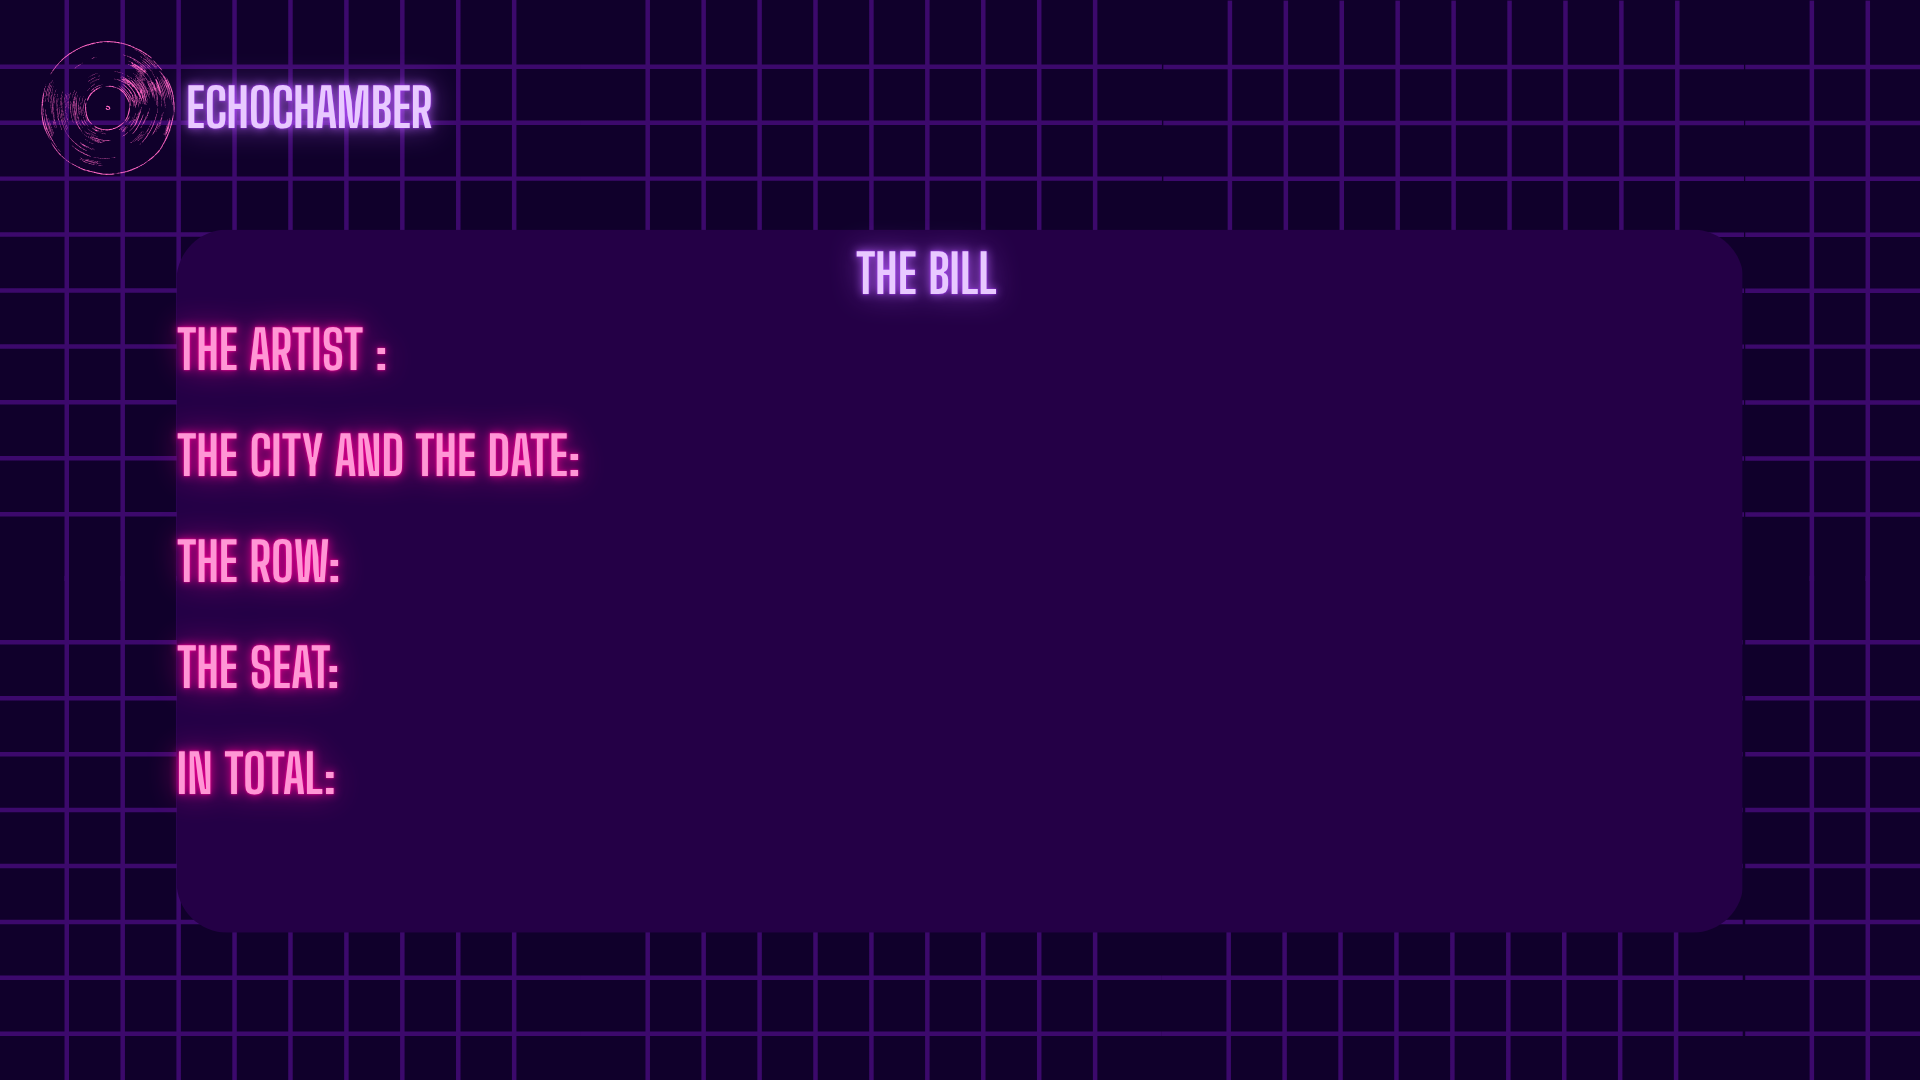 ECHOCHAMBER
THE BILL
THE ARTIST :
THE CITY AND THE DATE:
THE ROW:
THE SEAT:
IN TOTAL: